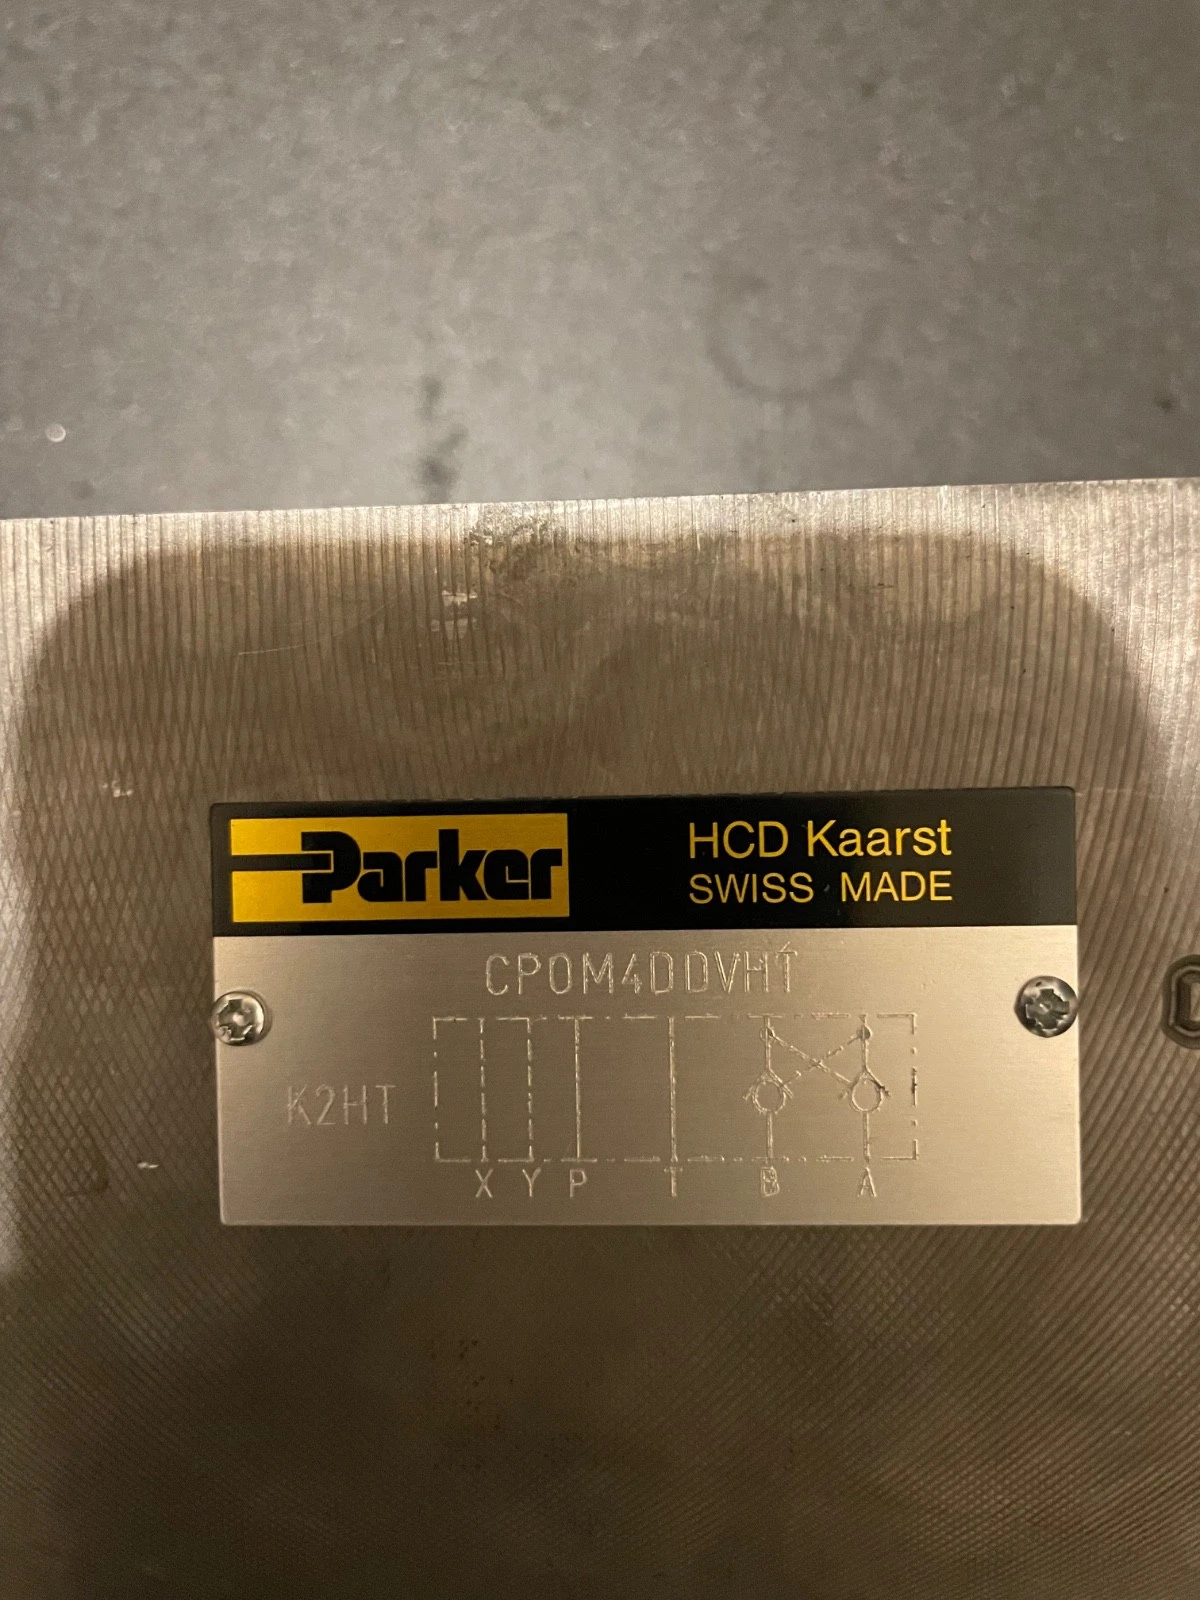 Parker
HCD Kaarst
SWISS MADE
CPOM4DDVHT
K2HT
X Y P T B A